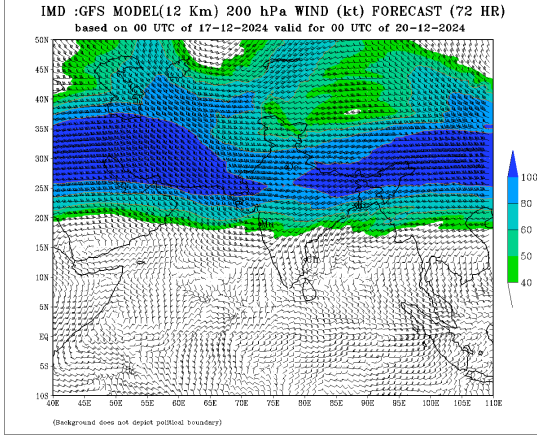 IMD :GFS MODEL(12 Km) 200 hPa WIND (kt) FORECAST (72 HR)
based on 00 UTC of 17-12-2024 valid for 00 UTC of 20-12-2024
50N
45N
40N
35N
30N
25N
20N
15N
10N
5N
EQ
5S
10S
40E 45E 50E 55E 60E 65E 70E 75E 80E 85E 90E 95E 100E 105E 110E
100
80
60
50
40
(Background does not depict political boundary)